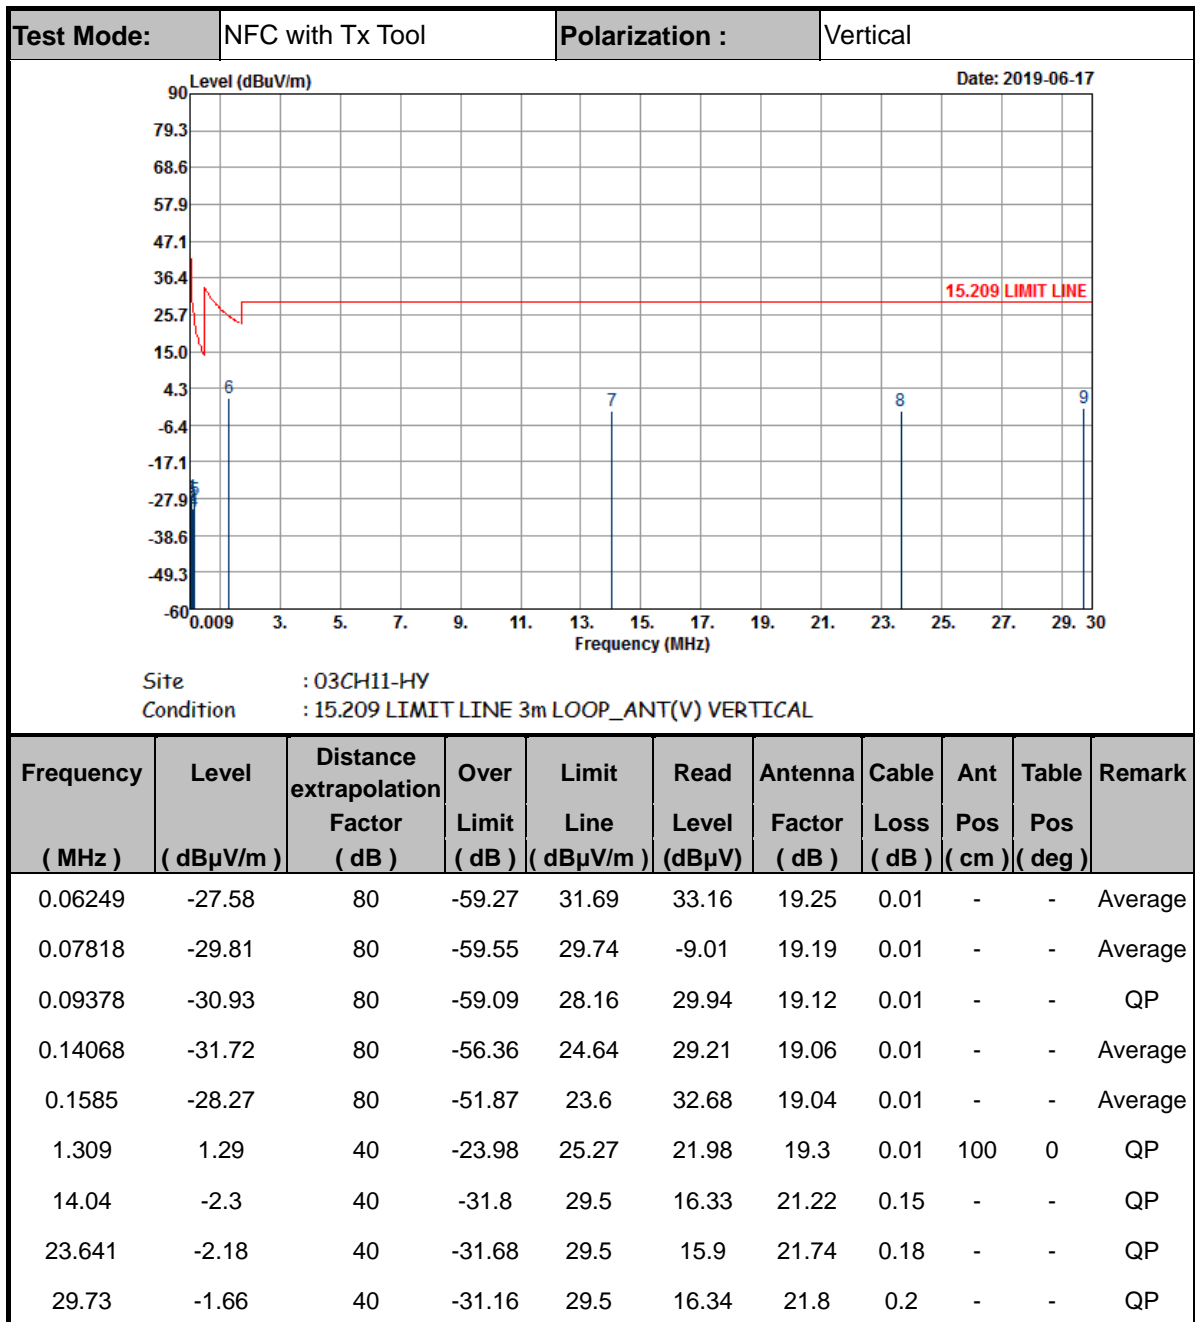 Test Mode: NFC with Tx Tool Polarization : Vertical
Level (dBuV/m) Date: 2019-06-17
90
79.3
68.6
57.9
47.1
36.4
15.209 LIMIT LINE
25.7
15.0
4.3
6 7 8 9
-6.4
-17.1
5
-27.9
-38.6
-49.3
-60
0.009 3. 5. 7. 9. 11. 13. 15. 17. 19. 21. 23. 25. 27. 29. 30
Frequency (MHz)
Site : 03CH11-HY
Condition : 15.209 LIMIT LINE 3m LOOP_ANT(V) VERTICAL
Frequency Level Distance extrapolation Over Limit Read Antenna Cable Ant Table Remark
Factor Limit Line Level Factor Loss Pos Pos
( MHz ) ( dBµV/m ) ( dB ) ( dB ) ( dBµV/m ) (dBµV) ( dB ) ( dB ) ( cm ) ( deg )
0.06249 -27.58 80 -59.27 31.69 33.16 19.25 0.01 - - Average
0.07818 -29.81 80 -59.55 29.74 -9.01 19.19 0.01 - - Average
0.09378 -30.93 80 -59.09 28.16 29.94 19.12 0.01 - - QP
0.14068 -31.72 80 -56.36 24.64 29.21 19.06 0.01 - - Average
0.1585 -28.27 80 -51.87 23.6 32.68 19.04 0.01 - - Average
1.309 1.29 40 -23.98 25.27 21.98 19.3 0.01 100 0 QP
14.04 -2.3 40 -31.8 29.5 16.33 21.22 0.15 - - QP
23.641 -2.18 40 -31.68 29.5 15.9 21.74 0.18 - - QP
29.73 -1.66 40 -31.16 29.5 16.34 21.8 0.2 - - QP